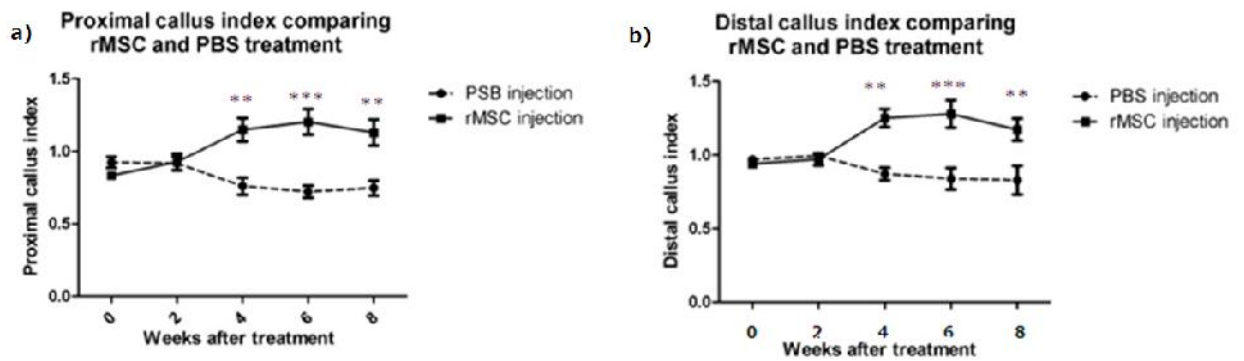 a)
Proximal callus index comparing
rMSC and PBS treatment
** *** **
PSB injection
rMSC injection
Proximal callus index
1.5
1.0
0.5
0.0
0 2 4 6 8
Weeks after treatment
b)
Distal callus index comparing
rMSC and PBS treatment
** *** **
PBS injection
rMSC injection
Distal callus index
1.5
1.0
0.5
0.0
0 2 4 6 8
Weeks after treatment